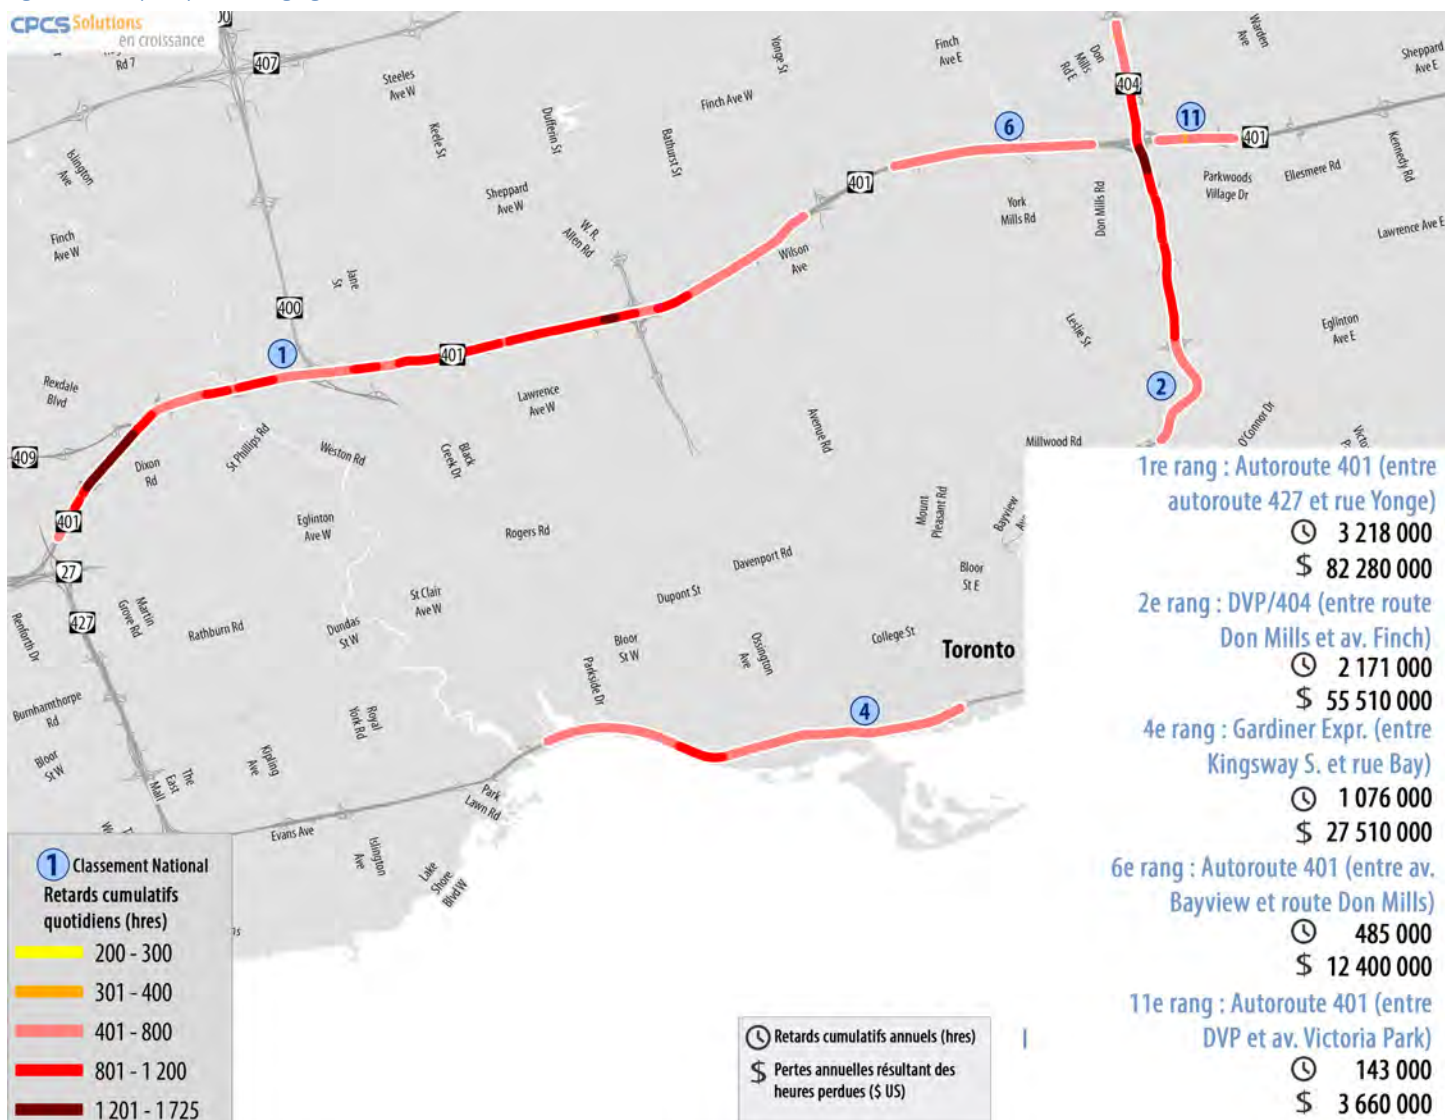 CPCS Solutions
en croissance
Rd 7
407
Steeles
Ave W
Keele St
Dufferin St
Finch Ave W
Yonge St
Bathurst St
Finch
Ave E
Don
Mills
Rd E
404
Warden
Ave
Sheppard
Ave E
Islington
Ave
Finch
Ave W
Sheppard
Ave W
W. R.
Allen Rd
401
6
11
401
York
Mills Rd
Don Mills Rd
Parkwoods
Village Dr
Ellesmere Rd
Kennedy Rd
Lawrence Ave E
Wilson
Ave
Jane
St
400
1
401
Leslie St
Eglinton
Ave E
Rexdale
Blvd
409
Dixon
Rd
St Phillips Rd
Weston Rd
Lawrence
Ave W
Black
Creek Dr
Avenue Rd
2
Millwood Rd
O'Connor Dr
401
27
427
Eglinton
Ave W
Rogers Rd
Mount
Pleasant Rd
Bayview
Davenport Rd
Bloor
St E
Renforth Dr
Martin
Grove Rd
Rathburn Rd
Dundas
St W
St Clair
Ave W
Dupont St
Bloor
St W
Parkside Dr
Ossington
Ave
College St
Toronto
4
Burnhamthorpe
Rd
Bloor
St W
The
East
Mall
Kipling
Ave
Royal
York Rd
Park
Lawn Rd
Evans Ave
Islington
Ave
Lake
Shore
Blvd W
1re rang : Autoroute 401 (entre
autoroute 427 et rue Yonge)
3 218 000
$ 82 280 000
2e rang : DVP/404 (entre route
Don Mills et av. Finch)
2 171 000
$ 55 510 000
4e rang : Gardiner Expr. (entre
Kingsway S. et rue Bay)
1 076 000
$ 27 510 000
6e rang : Autoroute 401 (entre av.
Bayview et route Don Mills)
485 000
$ 12 400 000
11e rang : Autoroute 401 (entre
DVP et av. Victoria Park)
143 000
$ 3 660 000
1 Classement National
Retards cumulatifs
quotidiens (hres)
200 - 300
301 - 400
401 - 800
801 - 1 200
1 201 - 1 725
Retards cumulatifs annuels (hres)
$ Pertes annuelles résultant des
heures perdues ($ US)